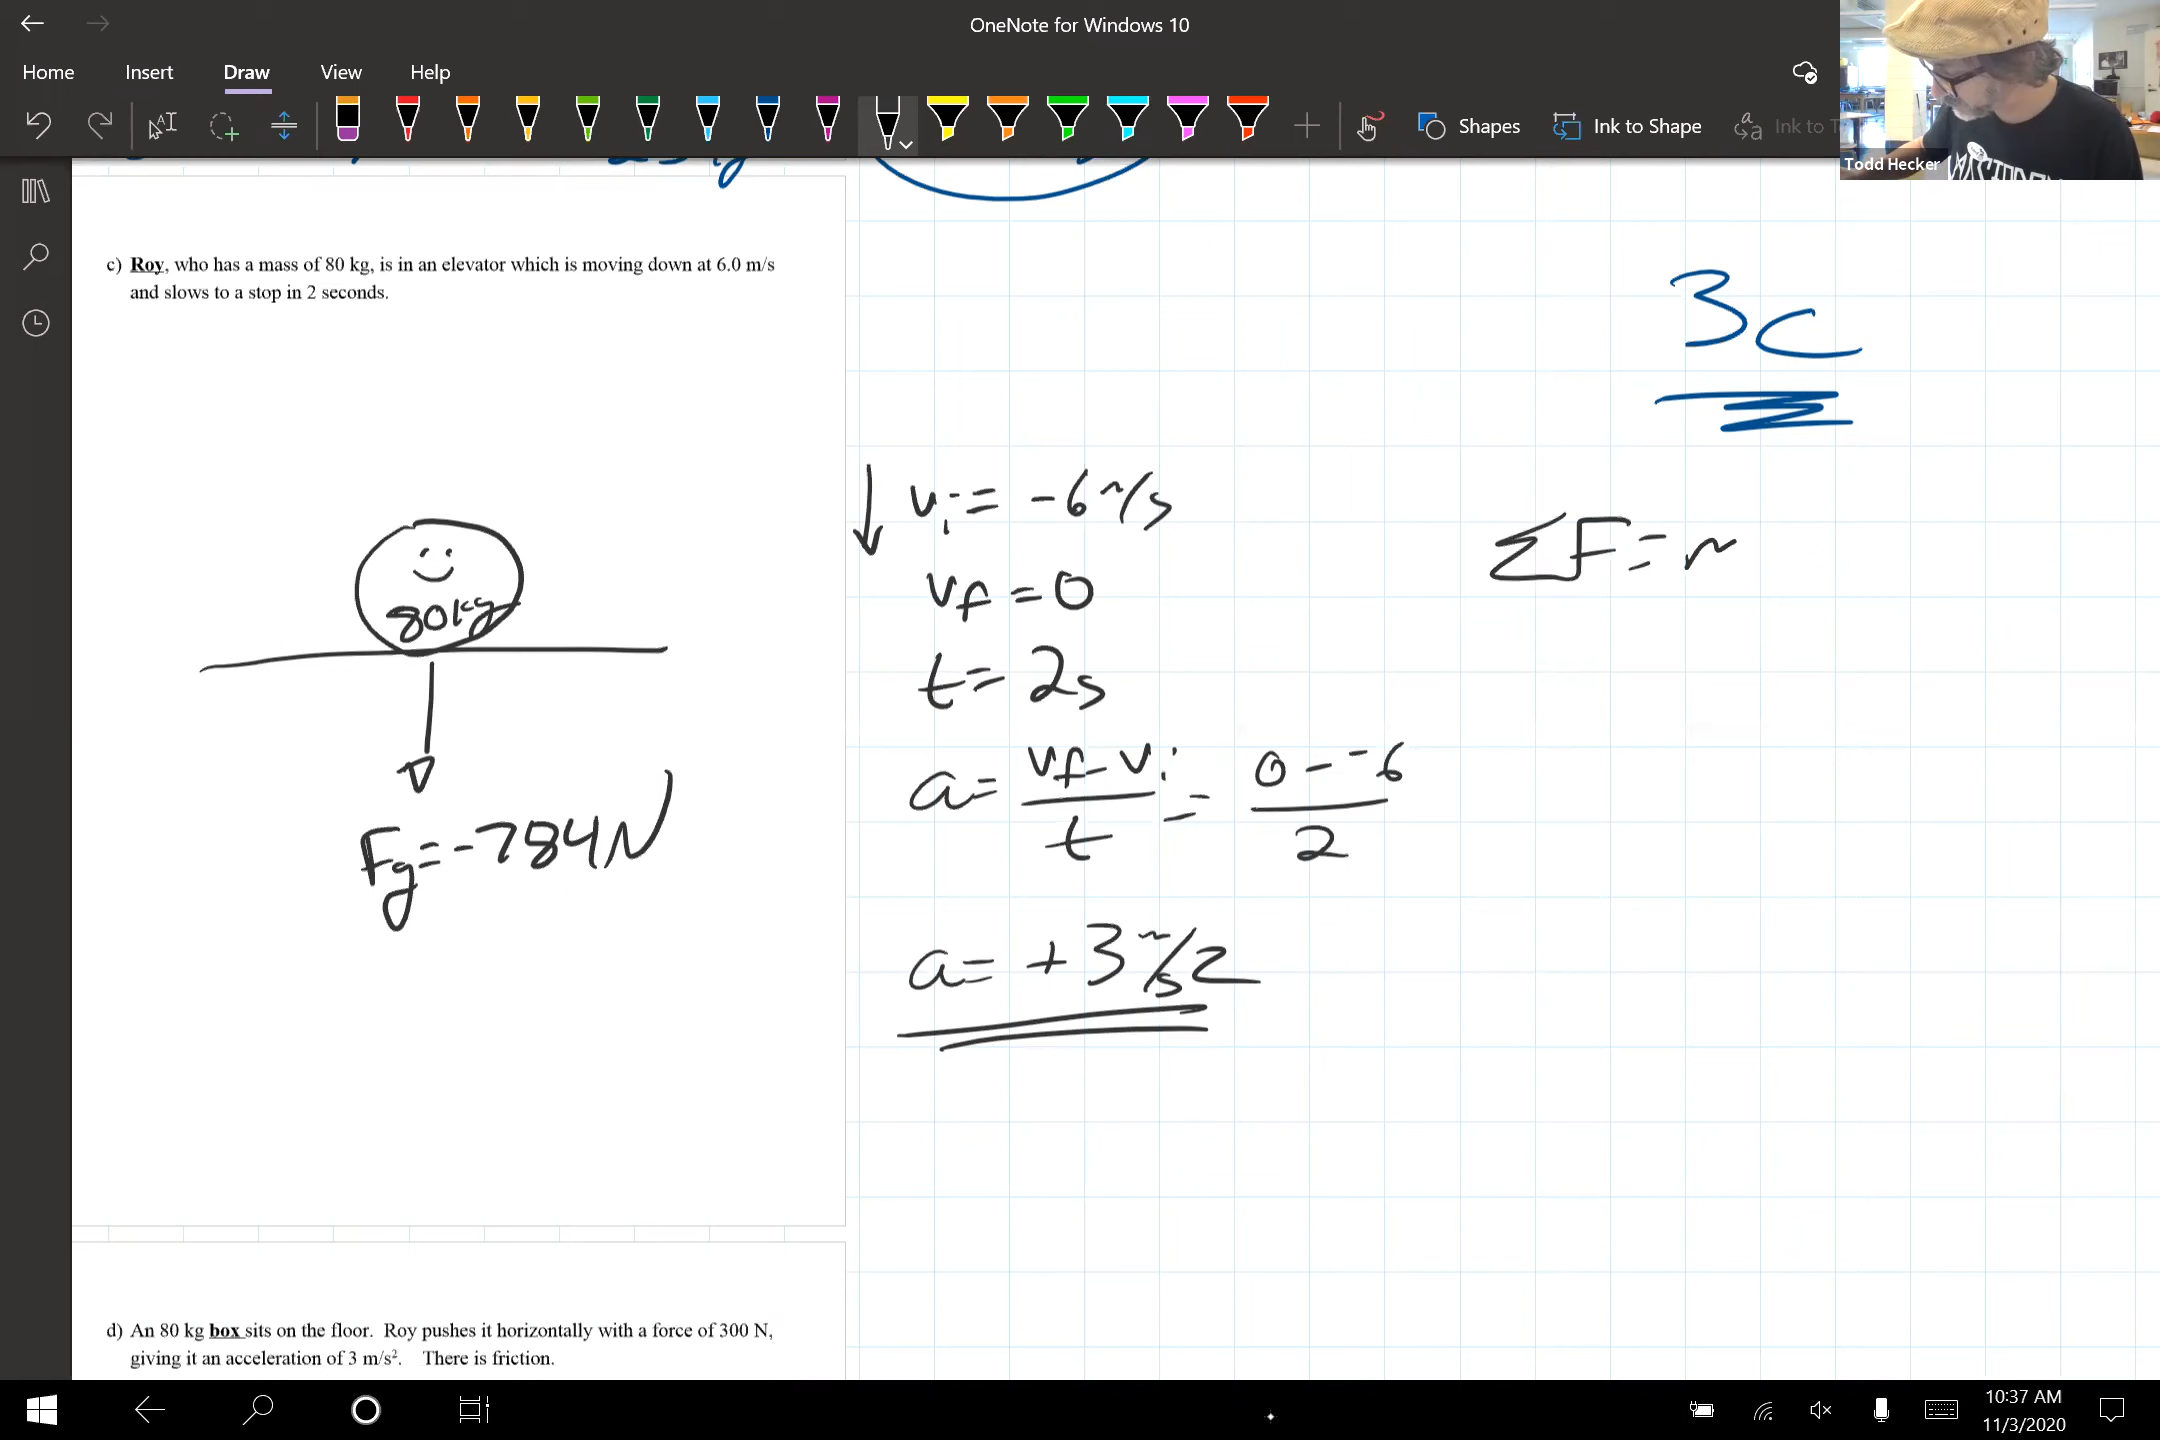 OneNote for Windows 10
Home Insert Draw View Help
Shapes Ink to Shape Ink to T
Todd Hecker
c) Roy, who has a mass of 80 kg, is in an elevator which is moving down at 6.0 m/s
and slows to a stop in 2 seconds.
3c
80kg
Fg=-784N
vi= -6 m/s
vf = 0
t= 2s
a= vf-vi/t = 0--6/2
a= +3 m/s2
ΣF=m
d) An 80 kg box sits on the floor. Roy pushes it horizontally with a force of 300 N,
giving it an acceleration of 3 m/s². There is friction.
10:37 AM
11/3/2020